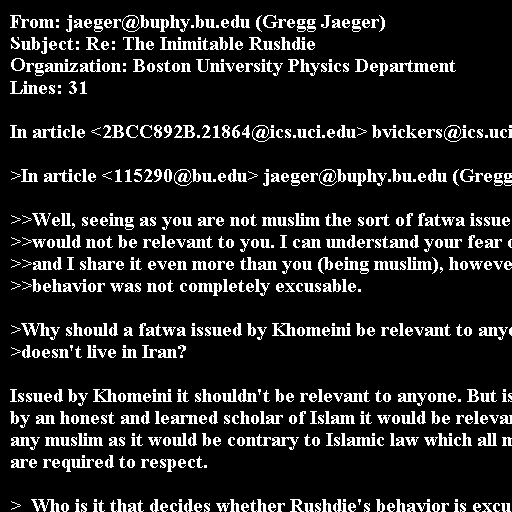 From: jaeger@buphy.bu.edu (Gregg Jaeger)
Subject: Re: The Inimitable Rushdie
Organization: Boston University Physics Department
Lines: 31
In article <2BCC892B.21864@ics.uci.edu> bvickers@ics.uci
>In article <115290@bu.edu> jaeger@buphy.bu.edu (Gregg
>>Well, seeing as you are not muslim the sort of fatwa issue
>>would not be relevant to you. I can understand your fear
>>and I share it even more than you (being muslim), howeve
>>behavior was not completely excusable.
>Why should a fatwa issued by Khomeini be relevant to anyo
>doesn't live in Iran?
Issued by Khomeini it shouldn't be relevant to anyone. But is
by an honest and learned scholar of Islam it would be releva
any muslim as it would be contrary to Islamic law which all
are required to respect.
>  Who is it that decides whether Rushdie's behavior is excu